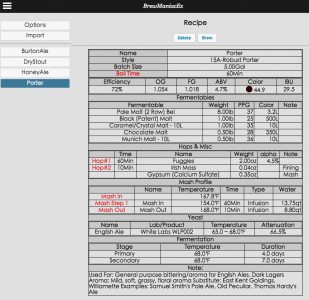 BrewManiacEx
Options
Import
BurtonAle
DryStout
HoneyAle
Porter
Recipe
Delete Brew
Name Porter
Style 15A-Robust Porter
Batch Size 5.00Gal
Boil Time 60Min
Efficiency OG FG ABV Color IBU
72% 1.054 1.018 4.7% 44.9 29.5
Fermentables
Fermentable Weight PPG Color Note
Pale Malt (2 Row) Bel 8.00lb 37 3.2L
Black (Patent) Malt 1.00lb 25 500L
Caramel/Crystal Malt - 10L 1.00lb 35 10L
Chocolate Malt 0.50lb 28 350L
Munich Malt - 10L 0.50lb 36 10L
Hops & Misc
Time Name Weight alpha Note
Hop#1 60Min Fuggles 2.00oz 4.5%
Hop#2 10Min Irish Moss 0.04oz Fining
Gypsum (Calcium Sulfate) 0.35oz Mash
Mash Profile
Name Temperature Time Type Water
Mash In 167.8°F
Mash Step 1 154.0°F 60Min Infusion 13.75qt
Mash Out 168.0°F 10Min Infusion 8.80qt
Yeast
Name Lab/Product Temperature Attenuation
English Ale White Labs WLP002 65.0 ~ 68.0°F 66.5%
Fermentation
Stage Temperature Duration
Primary 68.0°F 4.0 days
Secondary 68.0°F 7.0 days
Note:
Used For: General purpose bittering/aroma for English Ales, Dark Lagers
Aroma: Mild, soft, grassy, floral aroma Substitute: East Kent Goldings,
Willamette Examples: Samuel Smith's Pale Ale, Old Peculiar, Thomas Hardy's
Ale